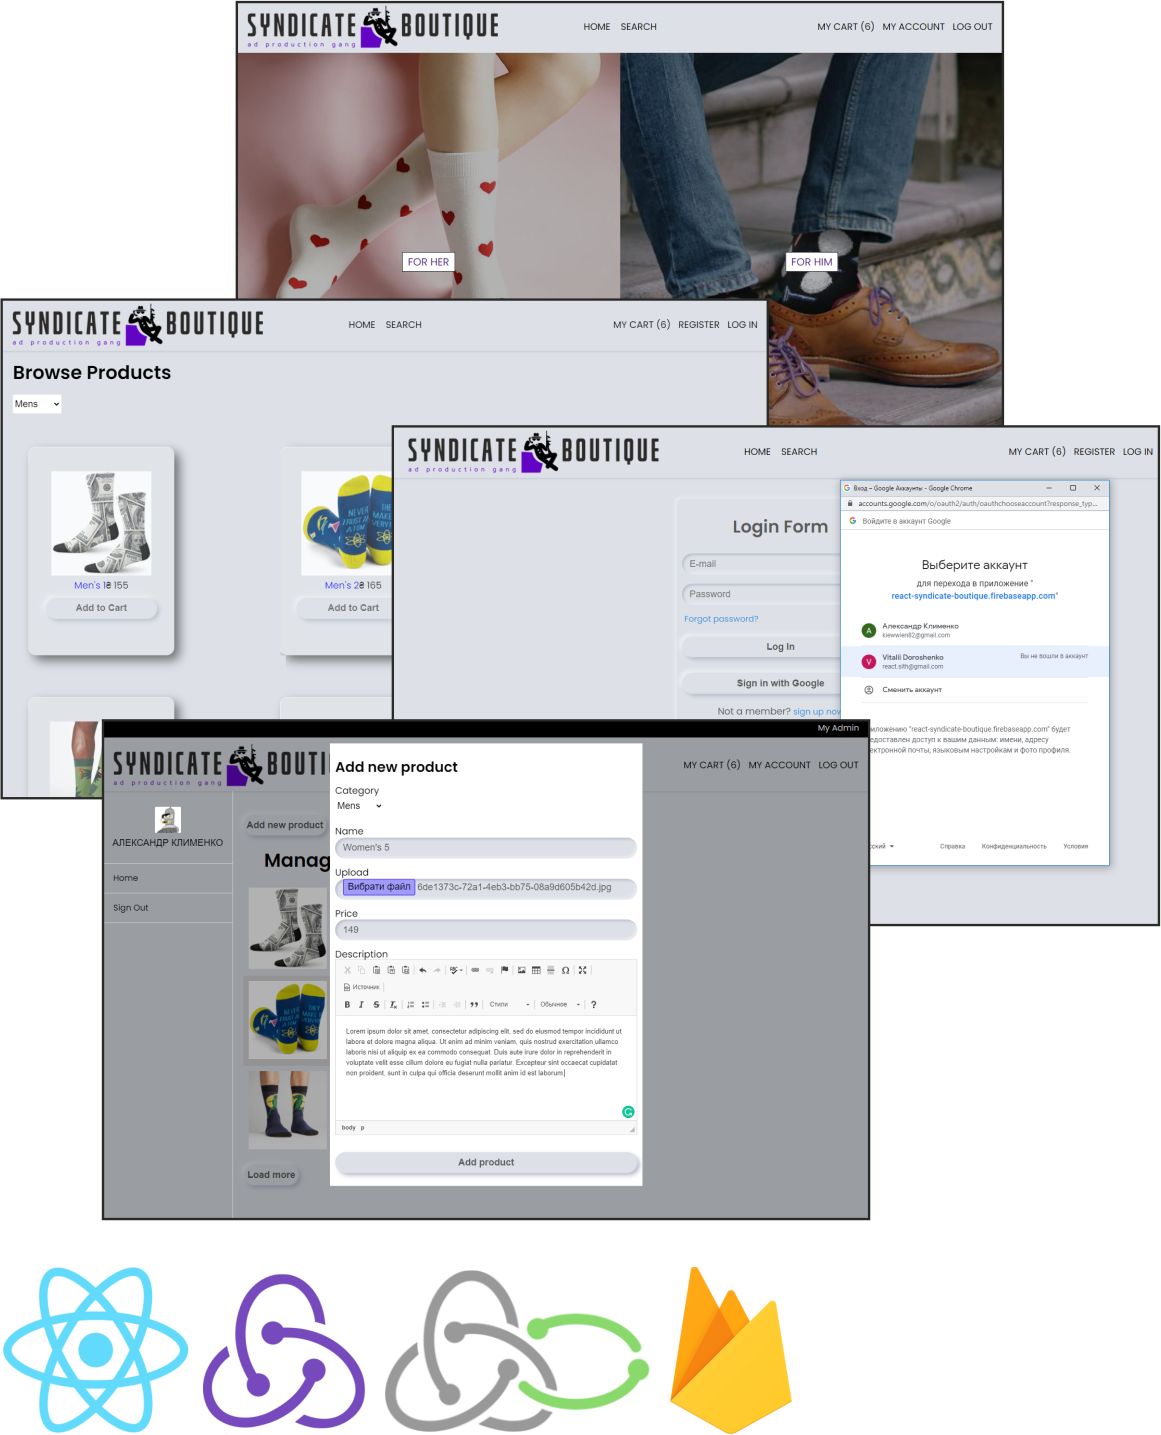 SYNDICATE BOUTIQUE
ad production gang
HOME SEARCH
MY CART (6) MY ACCOUNT LOG OUT
FOR HER
FOR HIM
SYNDICATE BOUTIQUE
ad production gang
HOME SEARCH
MY CART (6) REGISTER LOG IN
Browse Products
Mens
Men's 1₴ 155
Add to Cart
NEVER
TRUST A
MAKE
Men's 2₴ 165
Add to Cart
SYNDICATE BOUTIQUE
ad production gang
HOME SEARCH
MY CART (6) REGISTER LOG IN
Login Form
E-mail
Password
Forgot password?
Log In
Sign in with Google
Not a member? sign up now
Вход – Google Аккаунты - Google Chrome
accounts.google.com/o/oauth2/auth/oauthchooseaccount?response_typ...
Войдите в аккаунт Google
Выберите аккаунт
для перехода в приложение "
react-syndicate-boutique.firebaseapp.com"
A
Александр Клименко
kiewwien82@gmail.com
V
Vitalii Doroshenko
react.sith@gmail.com
Вы не вошли в аккаунт
Сменить аккаунт
иложению "react-syndicate-boutique.firebaseapp.com" будет
едоставлен доступ к вашим данным: имени, адресу
ектронной почты, языковым настройкам и фото профиля.
сский
Справка Конфиденциальность Условия
My Admin
SYNDICATE BOUTI
ad production gang
MY CART (6) MY ACCOUNT LOG OUT
АЛЕКСАНДР КЛИМЕНКО
Home
Sign Out
Add new product
Manag
Load more
Add new product
Category
Mens
Name
Women's 5
Upload
Вибрати файл 6de1373c-72a1-4eb3-bb75-08a9d605b42d.jpg
Price
149
Description
Источник
B I S Стили Обычное ?
Lorem ipsum dolor sit amet, consectetur adipiscing elit, sed do eiusmod tempor incididunt ut
labore et dolore magna aliqua. Ut enim ad minim veniam, quis nostrud exercitation ullamco
laboris nisi ut aliquip ex ea commodo consequat. Duis aute irure dolor in reprehenderit in
voluptate velit esse cillum dolore eu fugiat nulla pariatur. Excepteur sint occaecat cupidatat
non proident, sunt in culpa qui officia deserunt mollit anim id est laborum.
body p
Add product